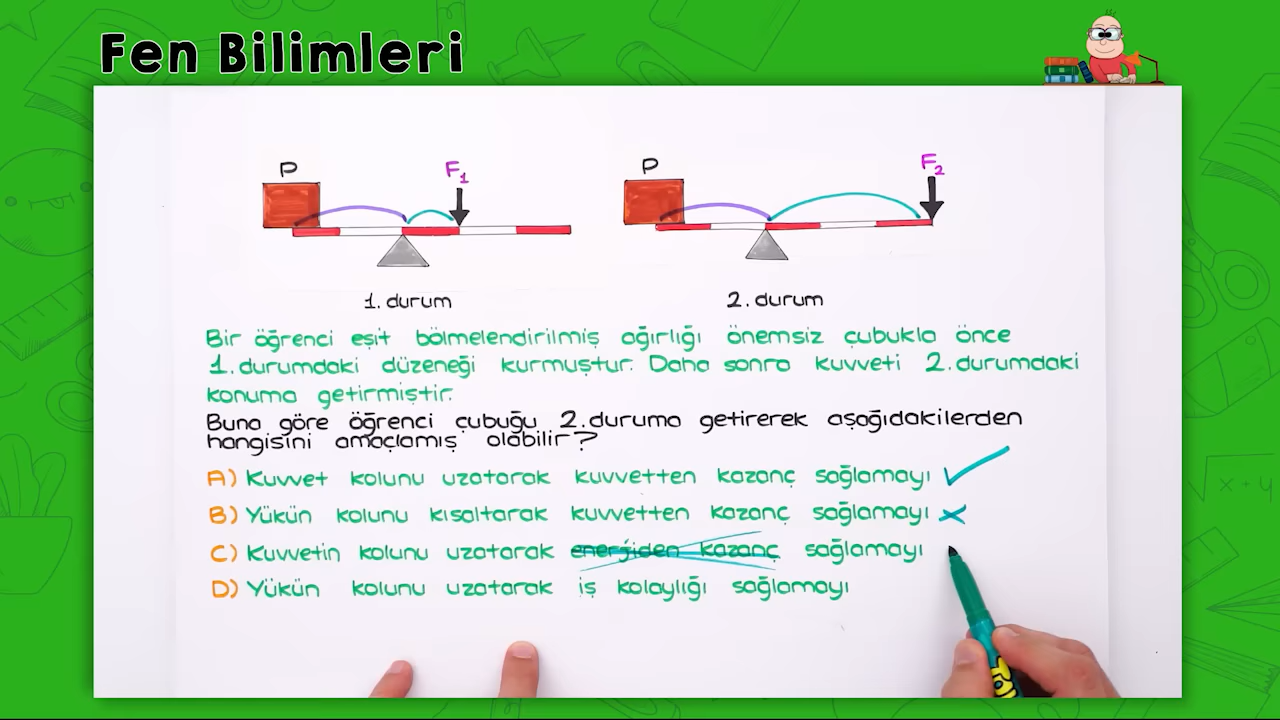 Fen Bilimleri
P F₁ P F₂
1. durum 2. durum
Bir öğrenci eşit bölmelendirilmiş ağırlığı önemsiz çubukla önce
1. durumdaki düzeneği kurmuştur. Daha sonra kuvveti 2. durumdaki
konuma getirmiştir.
Buna göre öğrenci çubuğu 2. duruma getirerek aşağıdakilerden
hangisini amaçlamış olabilir?
A) Kuvvet kolunu uzatarak kuvvetten kazanç sağlamayı
B) Yükün kolunu kısaltarak kuvvetten kazanç sağlamayı
C) Kuvvetin kolunu uzatarak enerjiden kazanç sağlamayı
D) Yükün kolunu uzatarak iş kolaylığı sağlamayı
√x+y